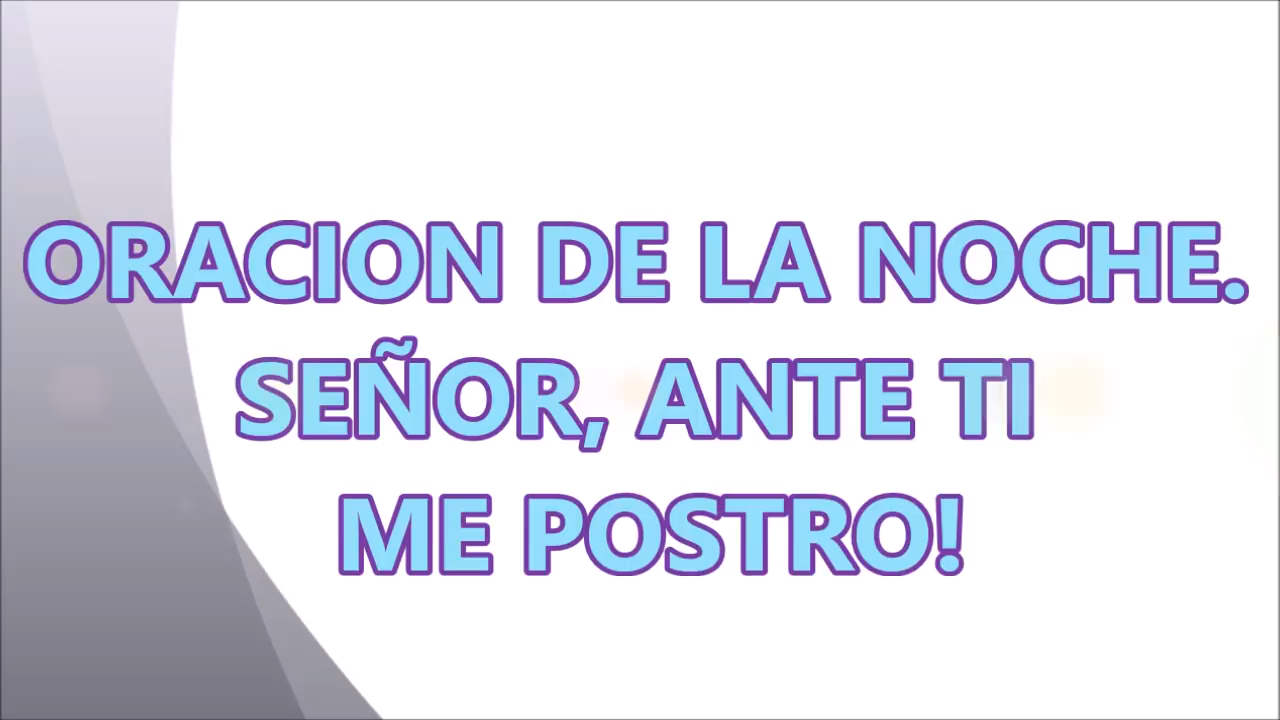 ORACION DE LA NOCHE.
SEÑOR, ANTE TI
ME POSTRO!